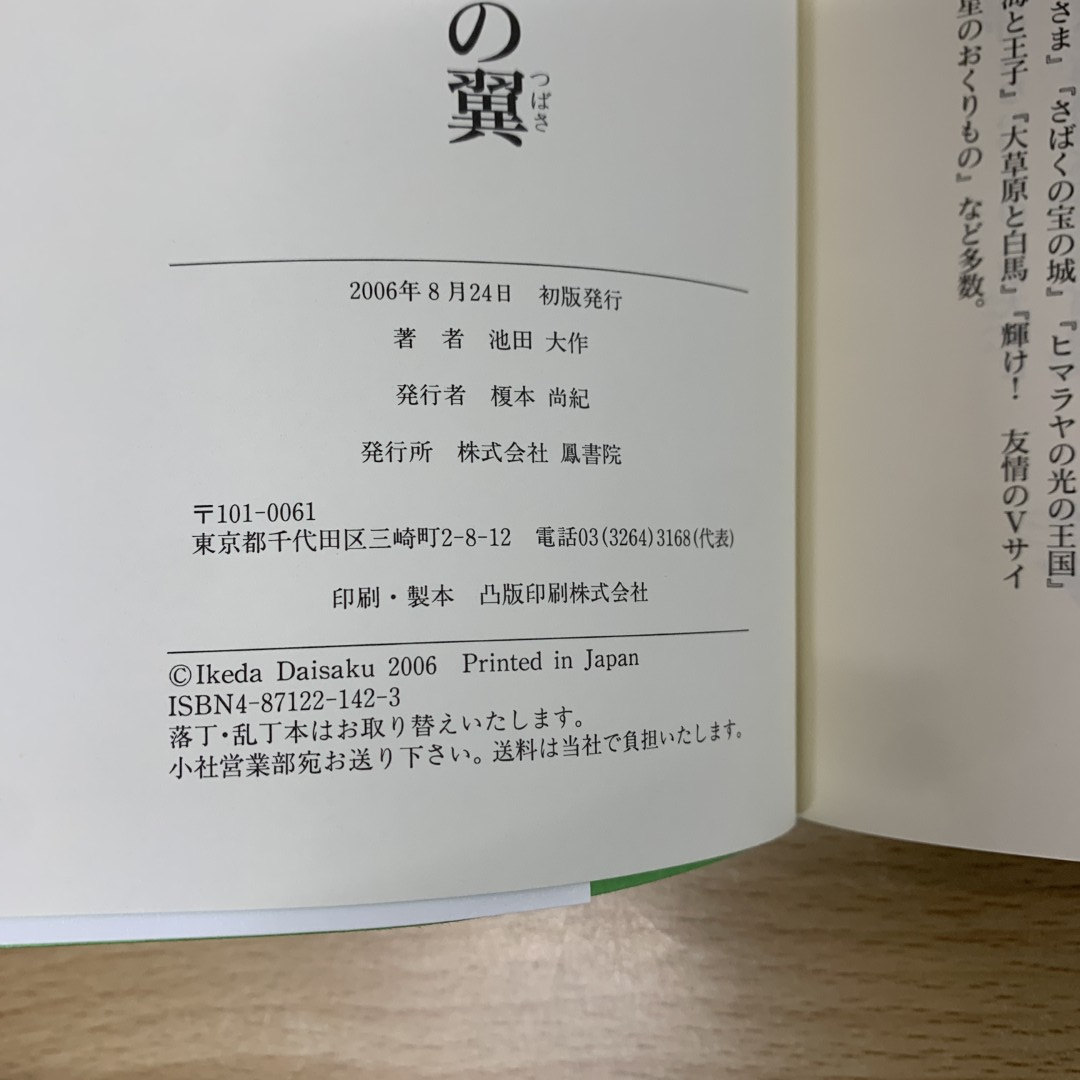 さま』『さばくの宝の城』『ヒマラヤの光の王国』
海と王子』『大草原と白馬』『輝け！　友情のVサイ
星のおくりもの』など多数。
の翼
つばさ
2006年8月24日　初版発行
著　者　池田 大作
発行者　榎本 尚紀
発行所　株式会社 鳳書院
〒101-0061
東京都千代田区三崎町2-8-12　電話03(3264)3168(代表)
印刷・製本　凸版印刷株式会社
©Ikeda Daisaku 2006　Printed in Japan
ISBN4-87122-142-3
落丁・乱丁本はお取り替えいたします。
小社営業部宛お送り下さい。送料は当社で負担いたします。